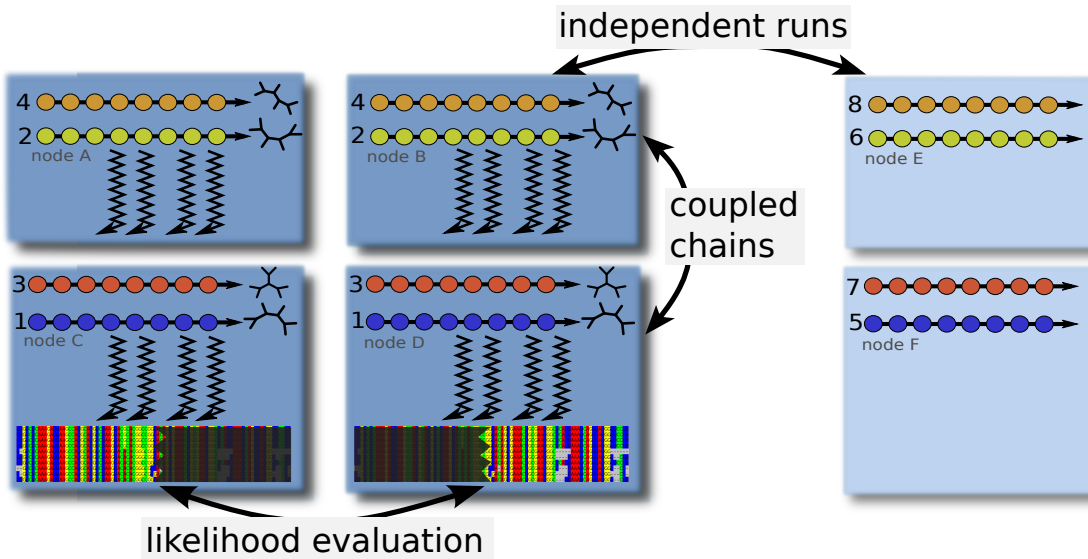 independent runs
4
2
node A
4
2
node B
8
6
node E
coupled
chains
3
1
node C
3
1
node D
7
5
node F
likelihood evaluation